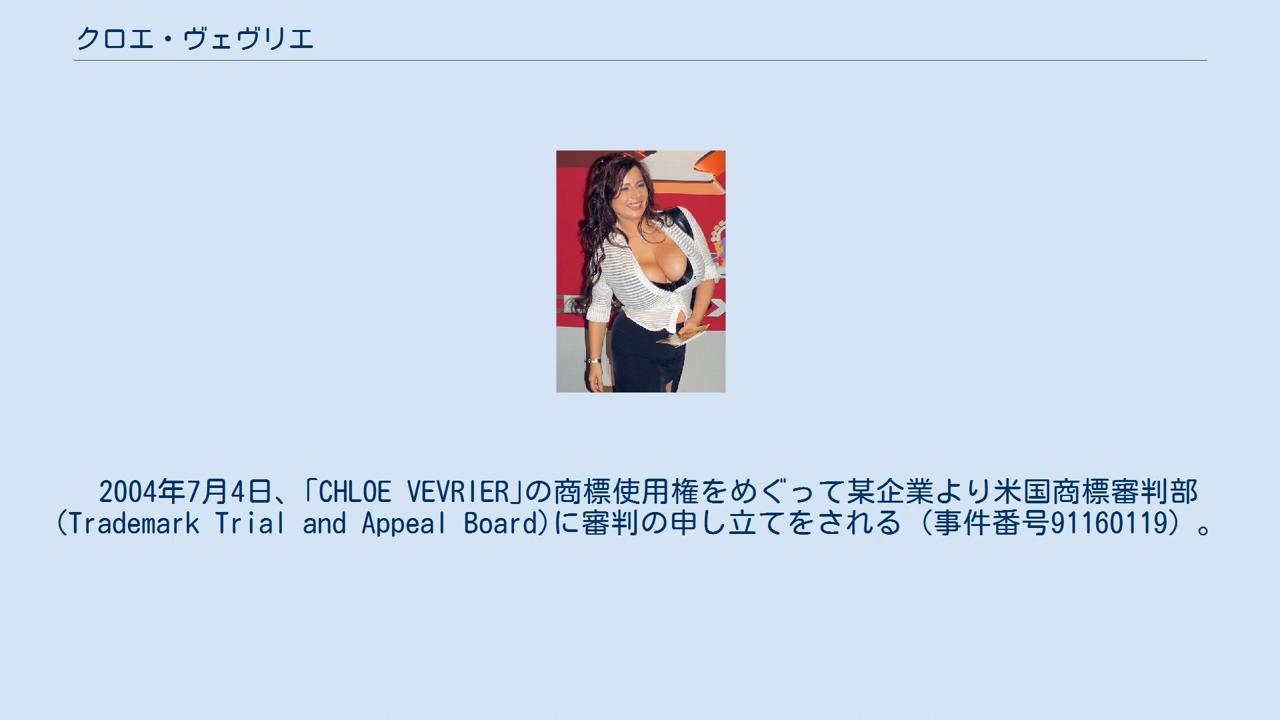 クロエ・ヴェヴリエ
2004年7月4日、｢CHLOE VEVRIER｣の商標使用権をめぐって某企業より米国商標審判部
(Trademark Trial and Appeal Board)に審判の申し立てをされる（事件番号91160119）。